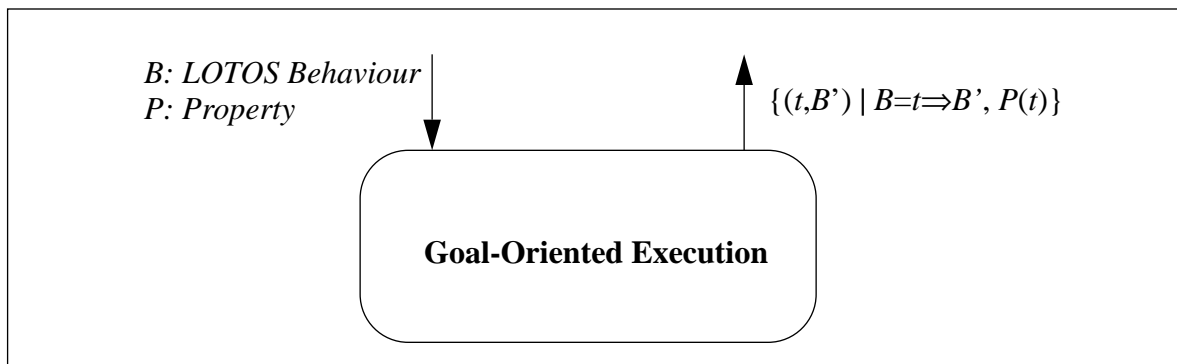 B: LOTOS Behaviour
P: Property
{(t,B’) | B=t⇒B’, P(t)}
Goal-Oriented Execution